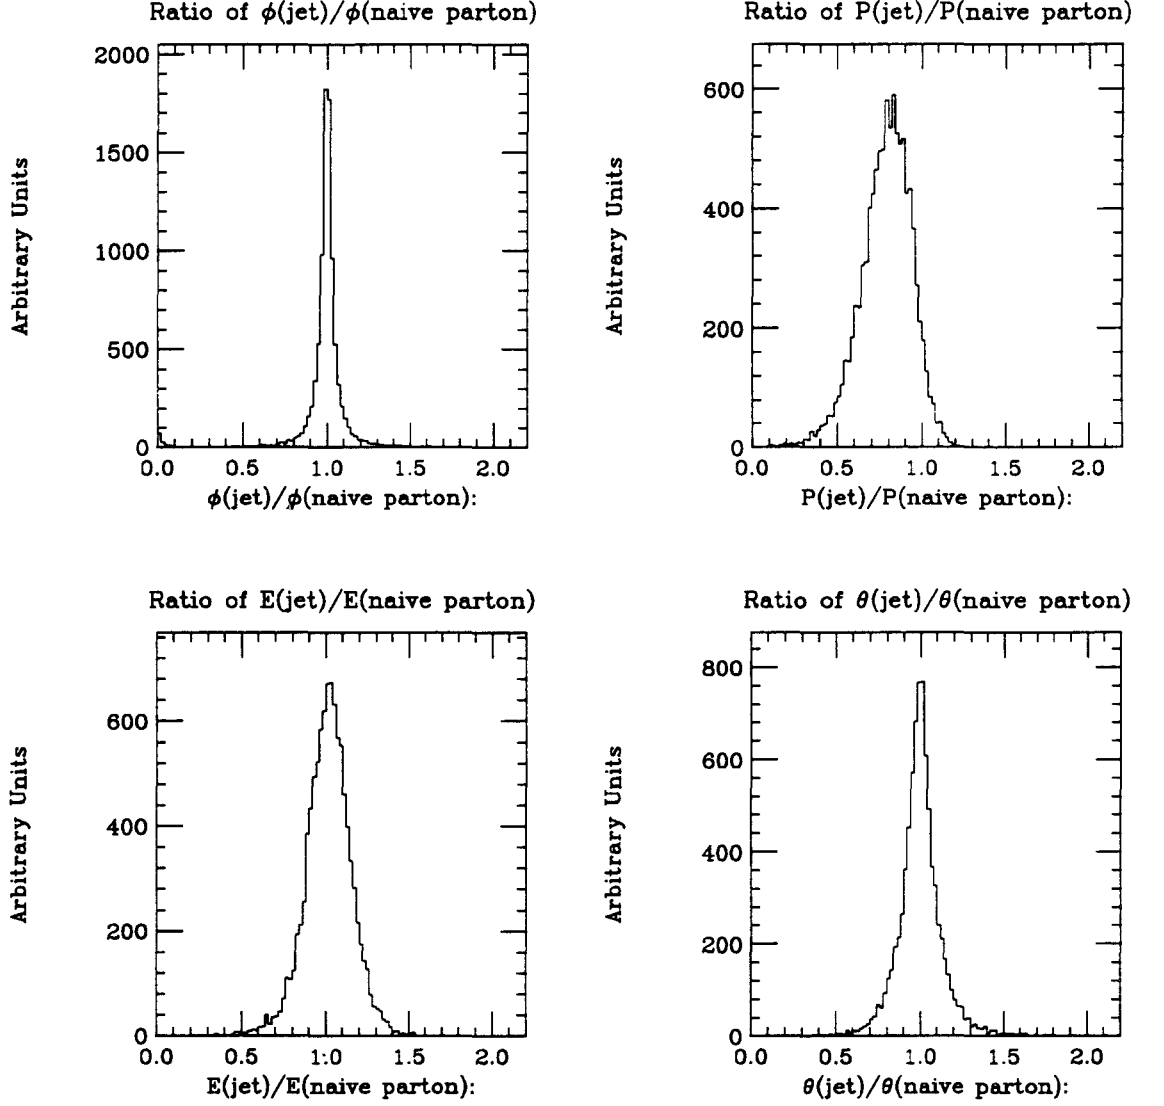 Ratio of ϕ(jet)/ϕ(naive parton)
Arbitrary Units
2000
1500
1000
500
0
0.0 0.5 1.0 1.5 2.0
ϕ(jet)/ϕ(naive parton):
Ratio of P(jet)/P(naive parton)
Arbitrary Units
600
400
200
0
0.0 0.5 1.0 1.5 2.0
P(jet)/P(naive parton):
Ratio of E(jet)/E(naive parton)
Arbitrary Units
600
400
200
0
0.0 0.5 1.0 1.5 2.0
E(jet)/E(naive parton):
Ratio of θ(jet)/θ(naive parton)
Arbitrary Units
800
600
400
200
0
0.0 0.5 1.0 1.5 2.0
θ(jet)/θ(naive parton):